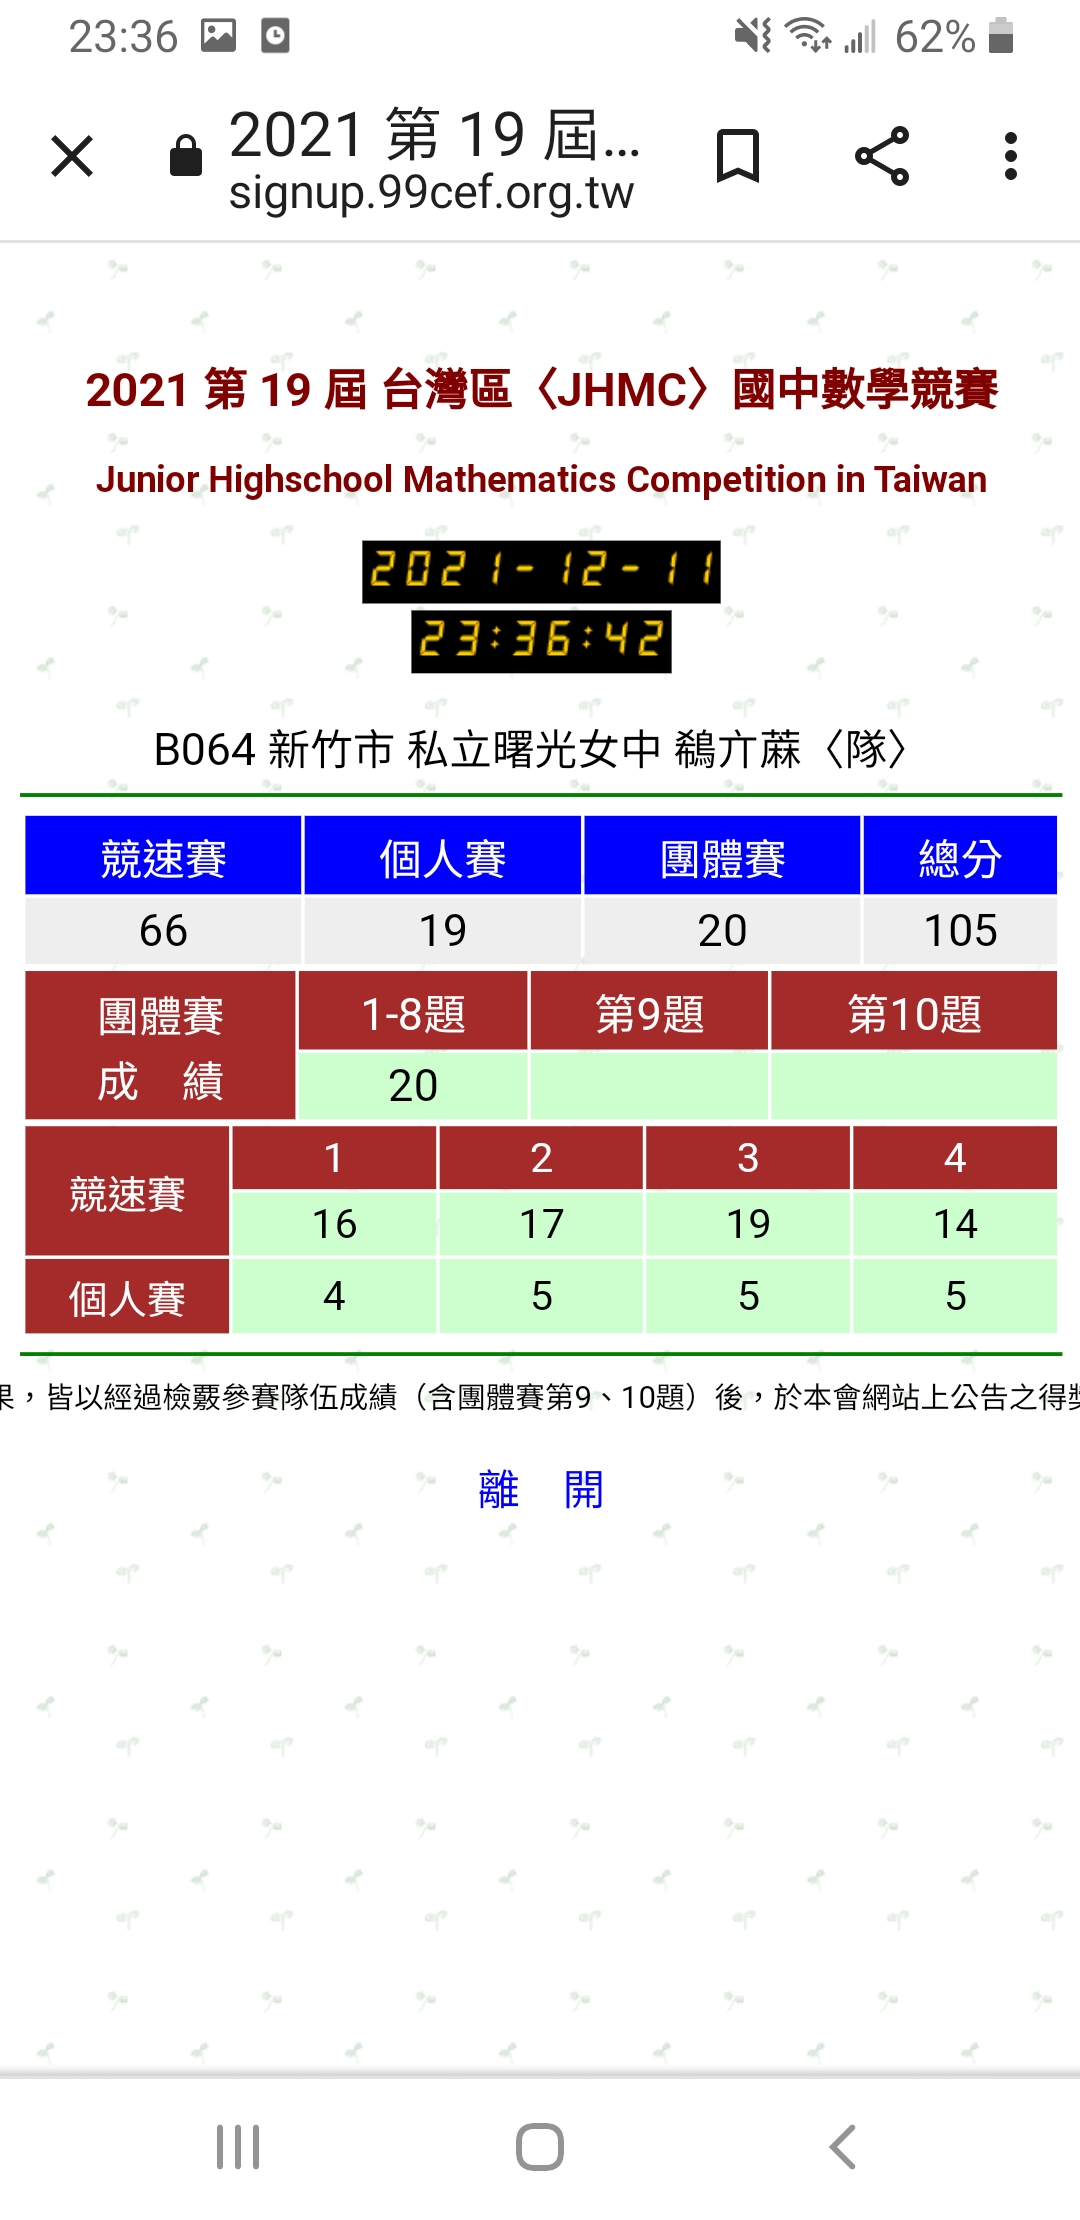 23:36 62%
2021 第 19 屆...
signup.99cef.org.tw
2021 第 19 屆 台灣區〈JHMC〉國中數學競賽
Junior Highschool Mathematics Competition in Taiwan
2021-12-11
23:36:42
B064 新竹市 私立曙光女中 鷭亣蔴〈隊〉
競速賽 個人賽 團體賽 總分
66 19 20 105
團體賽 1-8題 第9題 第10題
成 績 20
競速賽 1 2 3 4
16 17 19 14
個人賽 4 5 5 5
果，皆以經過檢覈參賽隊伍成績（含團體賽第9、10題）後，於本會網站上公告之得獎
離 開